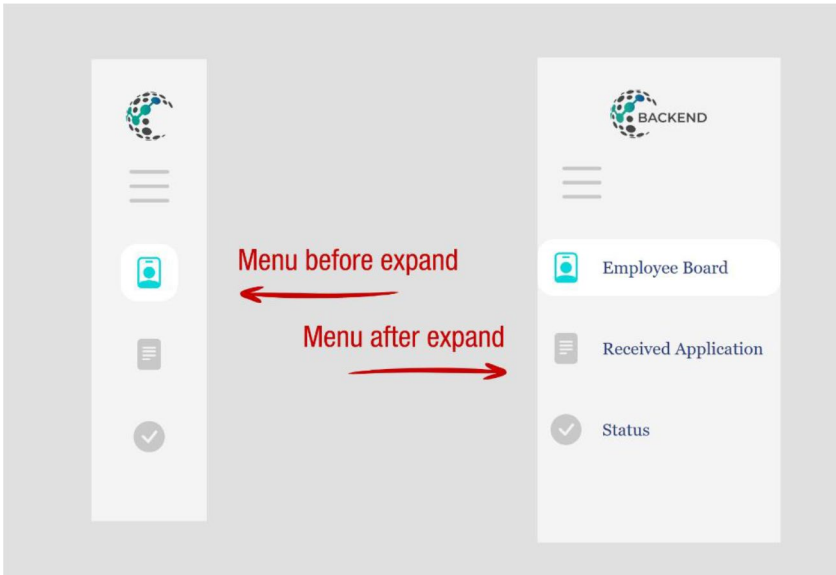 BACKEND
Menu before expand
Employee Board
Menu after expand
Received Application
Status